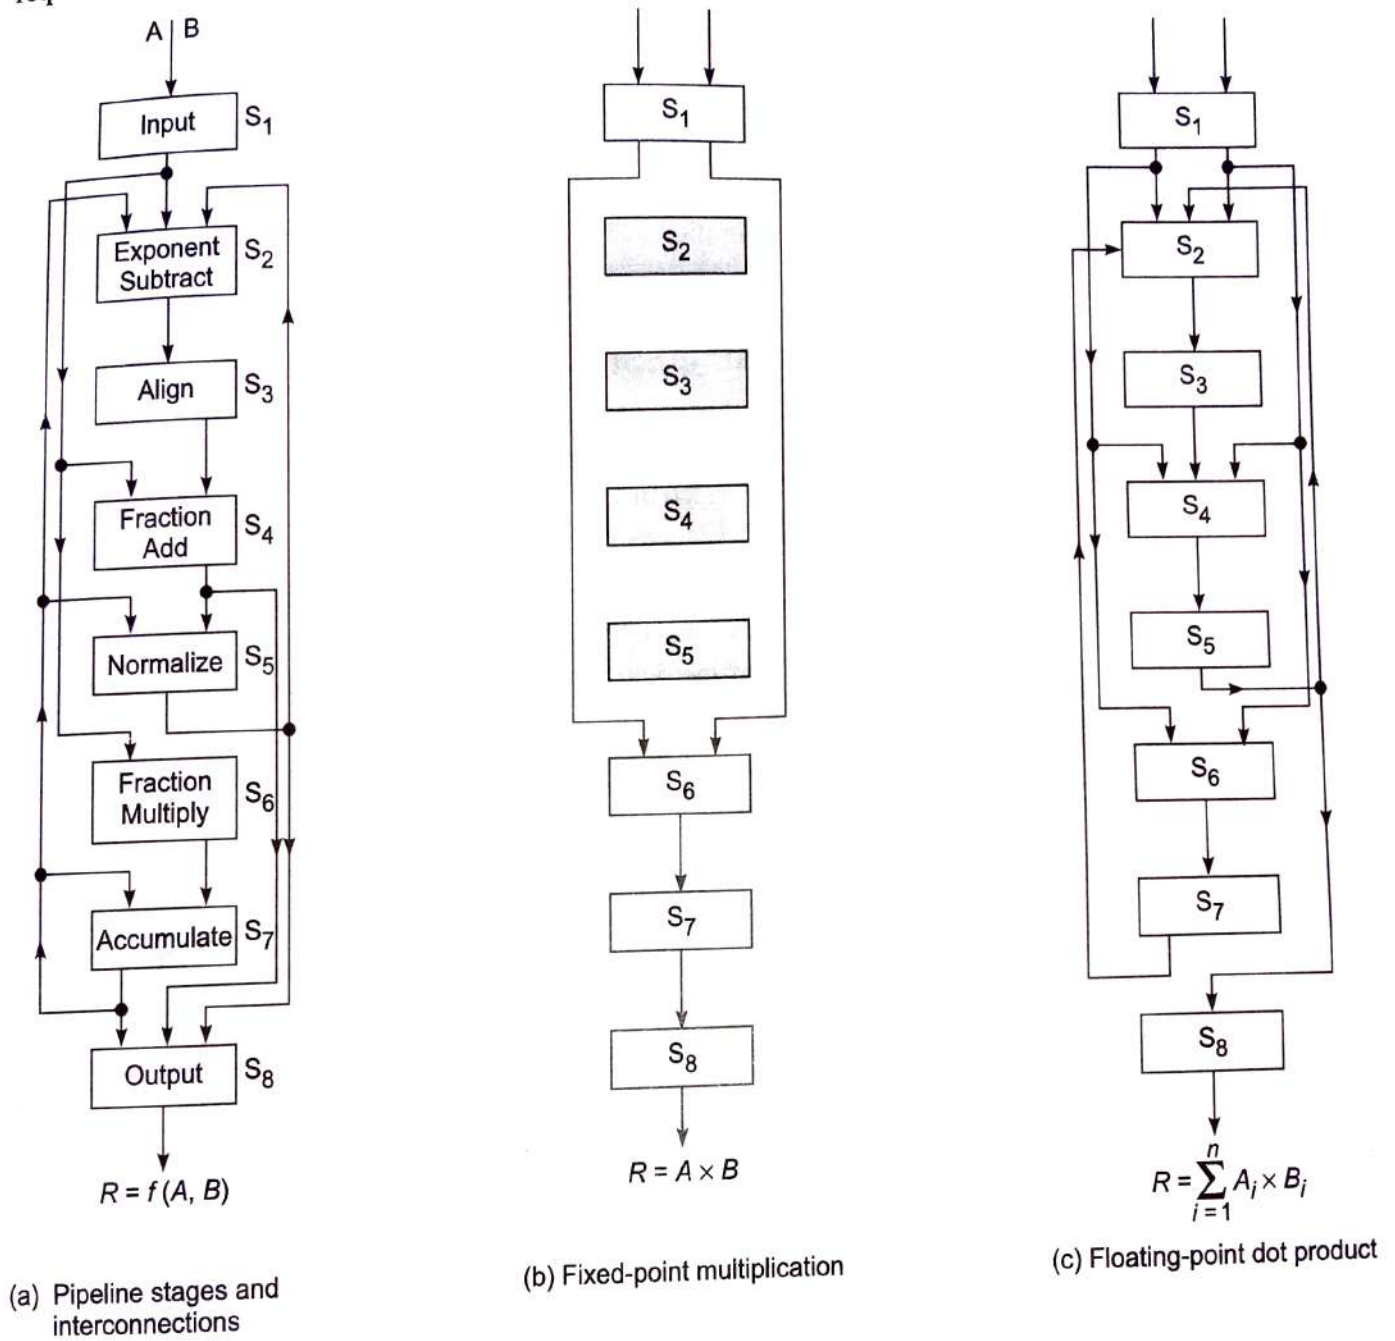 A B
Input S1
Exponent
Subtract S2
Align S3
Fraction
Add S4
Normalize S5
Fraction
Multiply S6
Accumulate S7
Output S8
R = f (A, B)
(a) Pipeline stages and
interconnections
S1
S2
S3
S4
S5
S6
S7
S8
R = A × B
(b) Fixed-point multiplication
S1
S2
S3
S4
S5
S6
S7
S8
n
R = ∑ Ai × Bi
i = 1
(c) Floating-point dot product